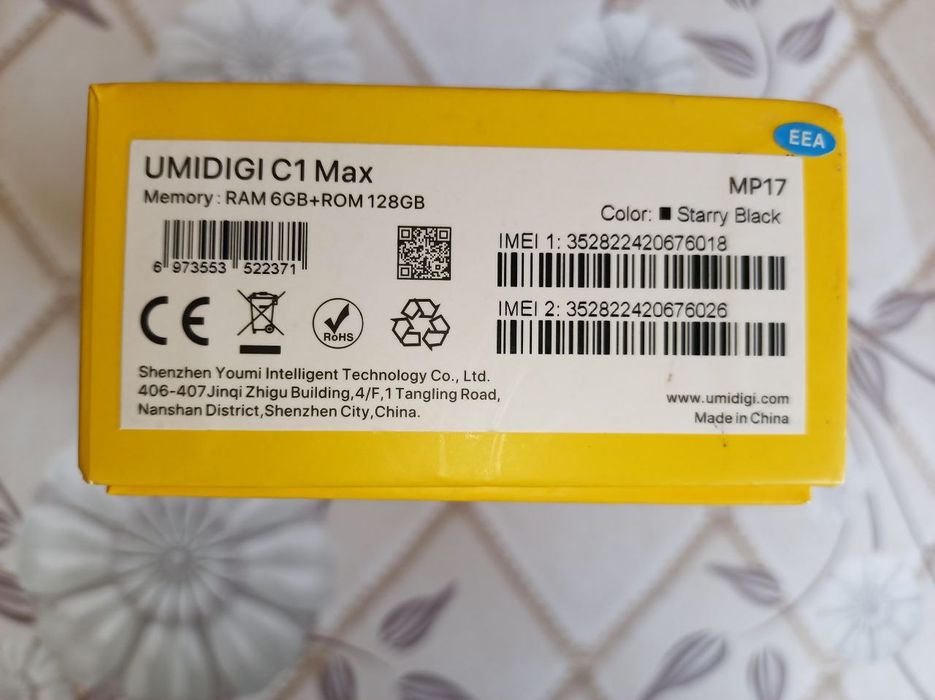 EEA
UMIDIGI C1 Max
Memory : RAM 6GB+ROM 128GB
MP17
Color: Starry Black
6 973553 522371
IMEI 1: 352822420676018
IMEI 2: 352822420676026
CE
RoHS
Shenzhen Youmi Intelligent Technology Co., Ltd.
406-407Jinqi Zhigu Building,4/F,1 Tangling Road,
Nanshan District,Shenzhen City,China.
www.umidigi.com
Made in China